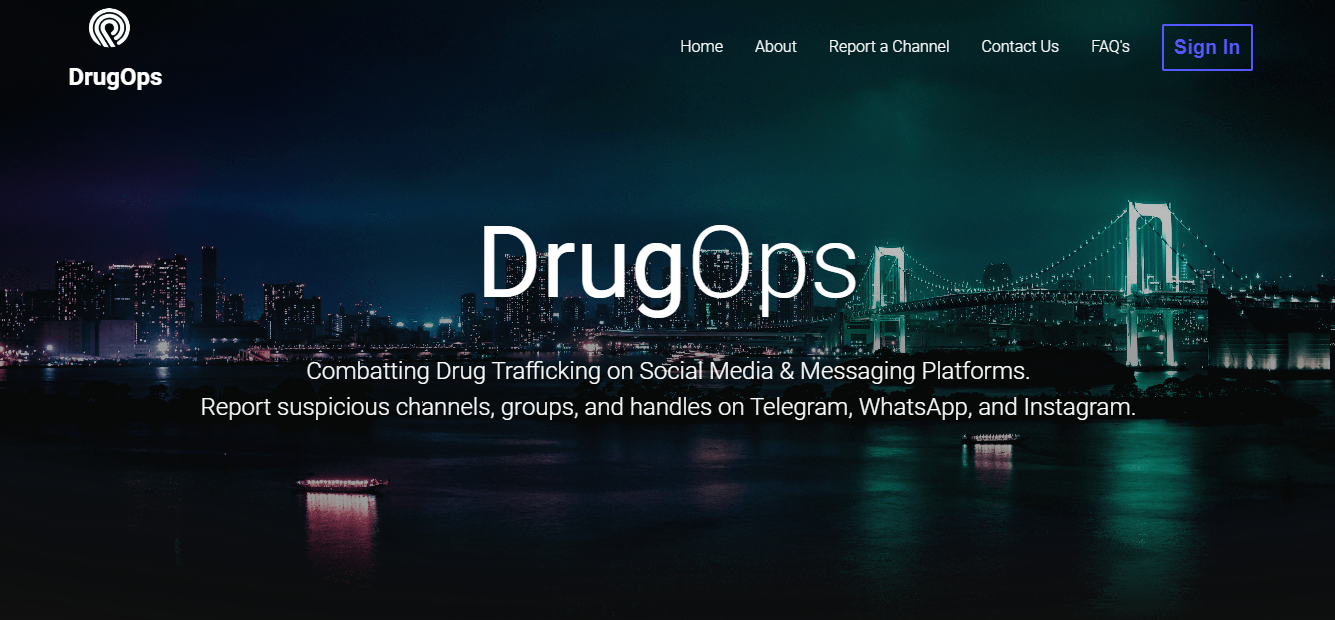 DrugOps
Home About Report a Channel Contact Us FAQ's Sign In
DrugOps
Combatting Drug Trafficking on Social Media & Messaging Platforms.
Report suspicious channels, groups, and handles on Telegram, WhatsApp, and Instagram.